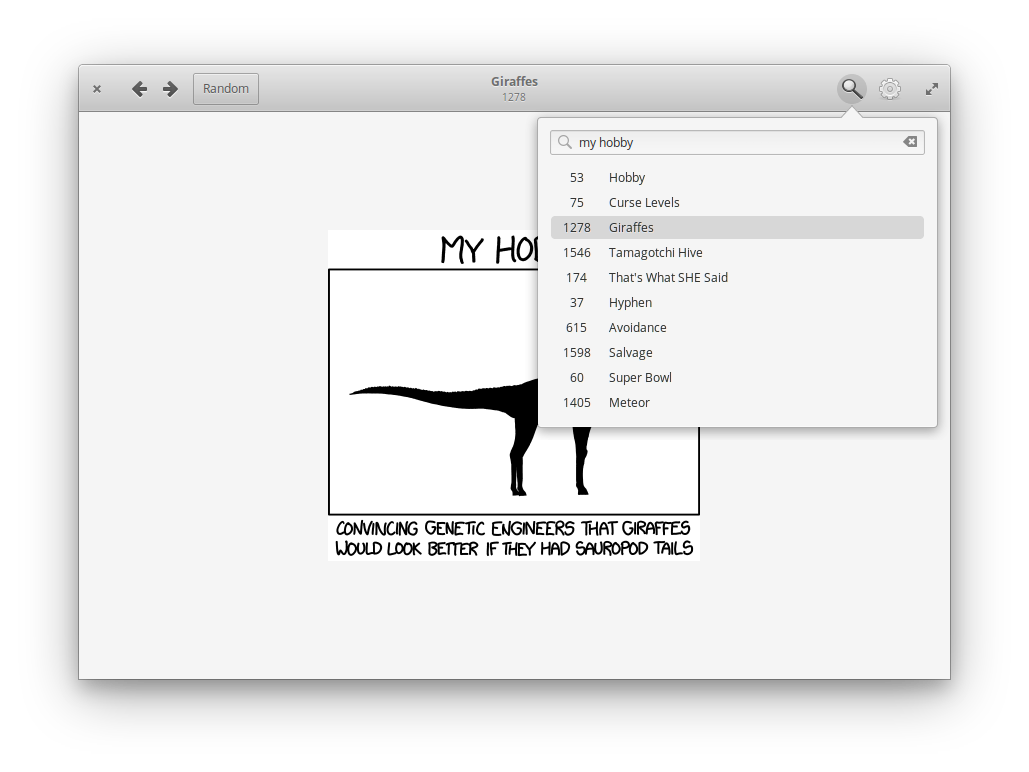 Random
Giraffes
1278
my hobby
53 Hobby
75 Curse Levels
1278 Giraffes
1546 Tamagotchi Hive
174 That's What SHE Said
37 Hyphen
615 Avoidance
1598 Salvage
60 Super Bowl
1405 Meteor
MY
CONVINCING GENETIC ENGINEERS THAT GIRAFFES
WOULD LOOK BETTER IF THEY HAD SAUROPOD TAILS